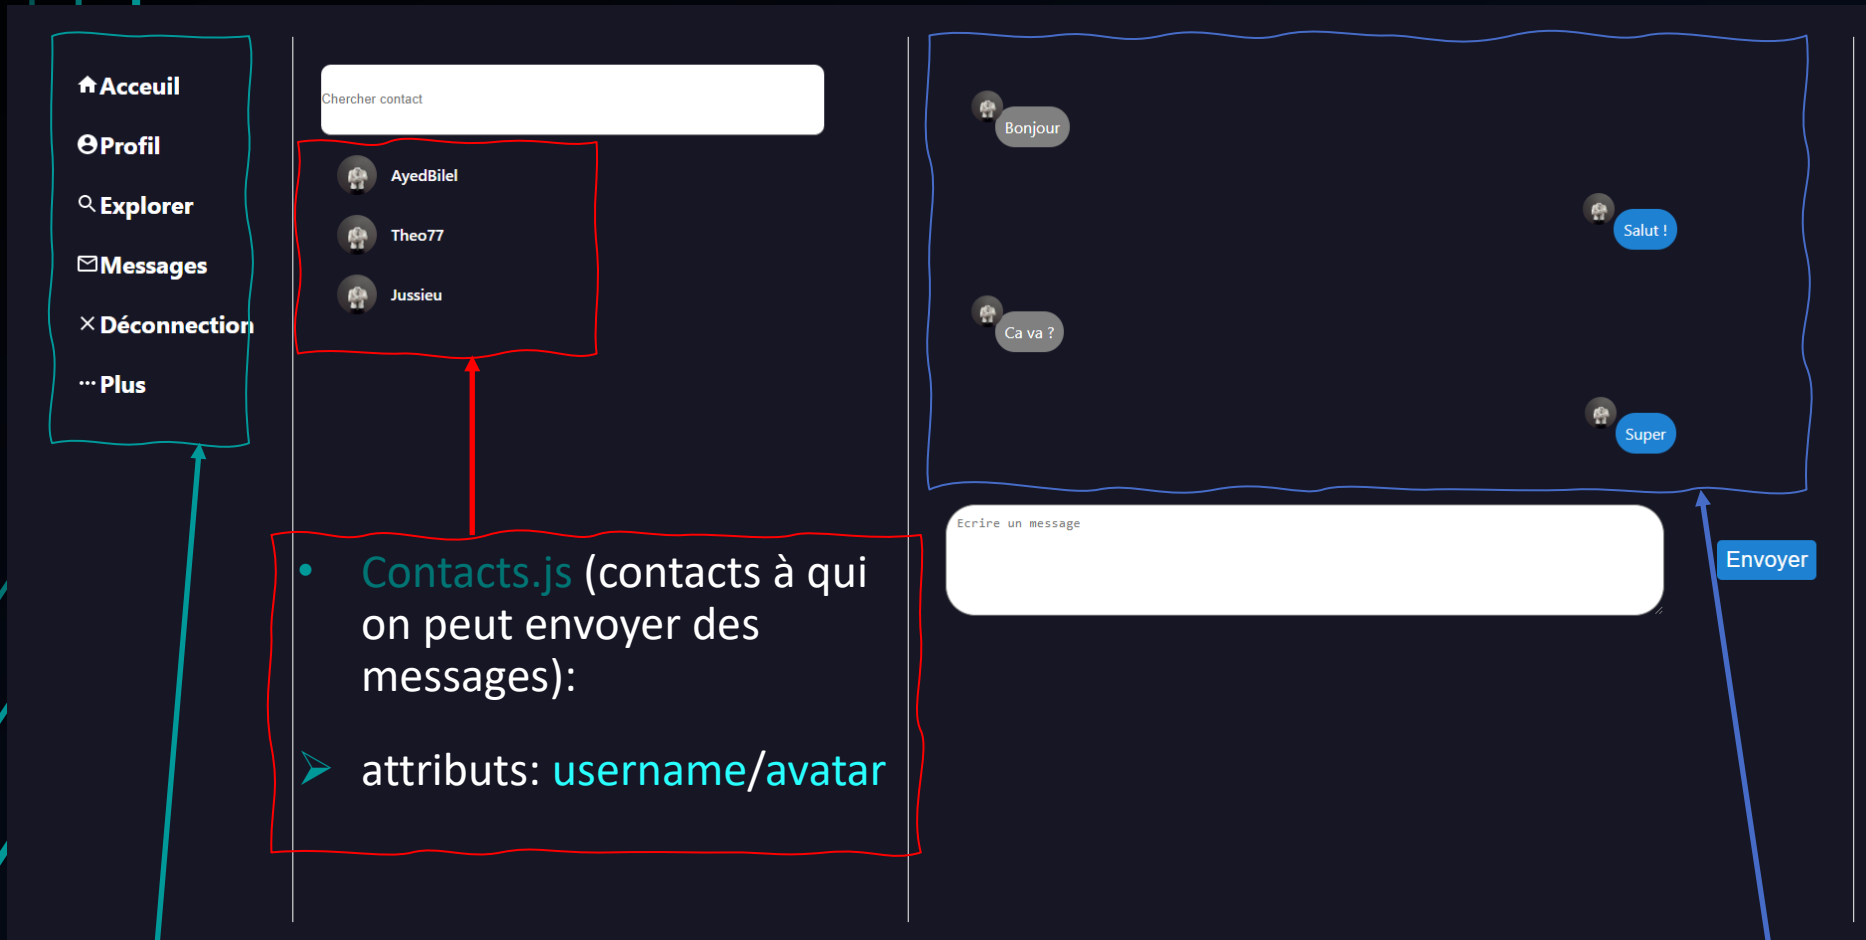 Acceuil
Profil
Explorer
Messages
Déconnection
Plus
Chercher contact
AyedBilel
Theo77
Jussieu
• Contacts.js (contacts à qui
on peut envoyer des
messages):
➢ attributs: username/avatar
Bonjour
Salut !
Ca va ?
Super
Ecrire un message
Envoyer